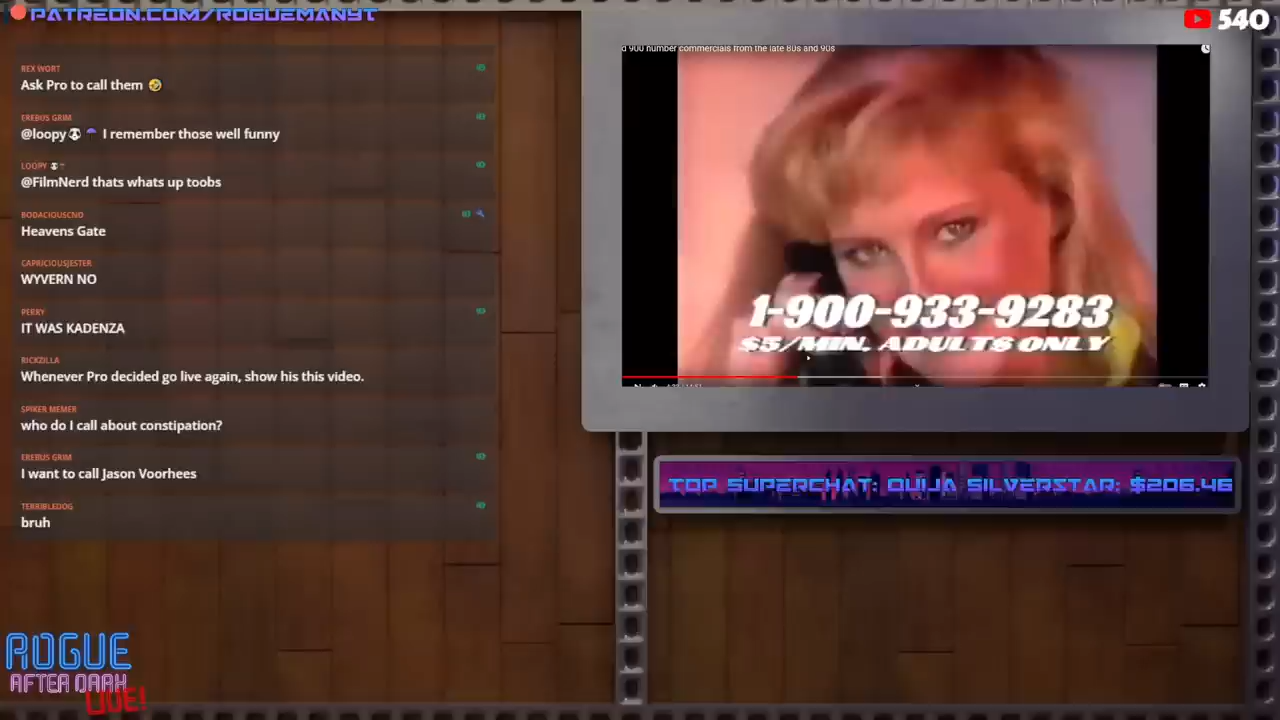 PATREON.COM/ROGUEMANYT
540
REX WORT
Ask Pro to call them
EREBUS GRIM
@loopy I remember those well funny
LOOPY
@FilmNerd thats whats up toobs
BODACIOUSCNO
Heavens Gate
CAPRICIOUSJESTER
WYVERN NO
PERRY
IT WAS KADENZA
RICKZILLA
Whenever Pro decided go live again, show his this video.
SPIKER MEMER
who do I call about constipation?
EREBUS GRIM
I want to call Jason Voorhees
TERRIBLEDOG
bruh
d 900 number commercials from the late 80s and 90s
1-900-933-9283
$5/MIN. ADULTS ONLY
TOP SUPERCHAT: OUIJA SILVERSTAR: $206.46
ROGUE
AFTER DARK
LIVE!